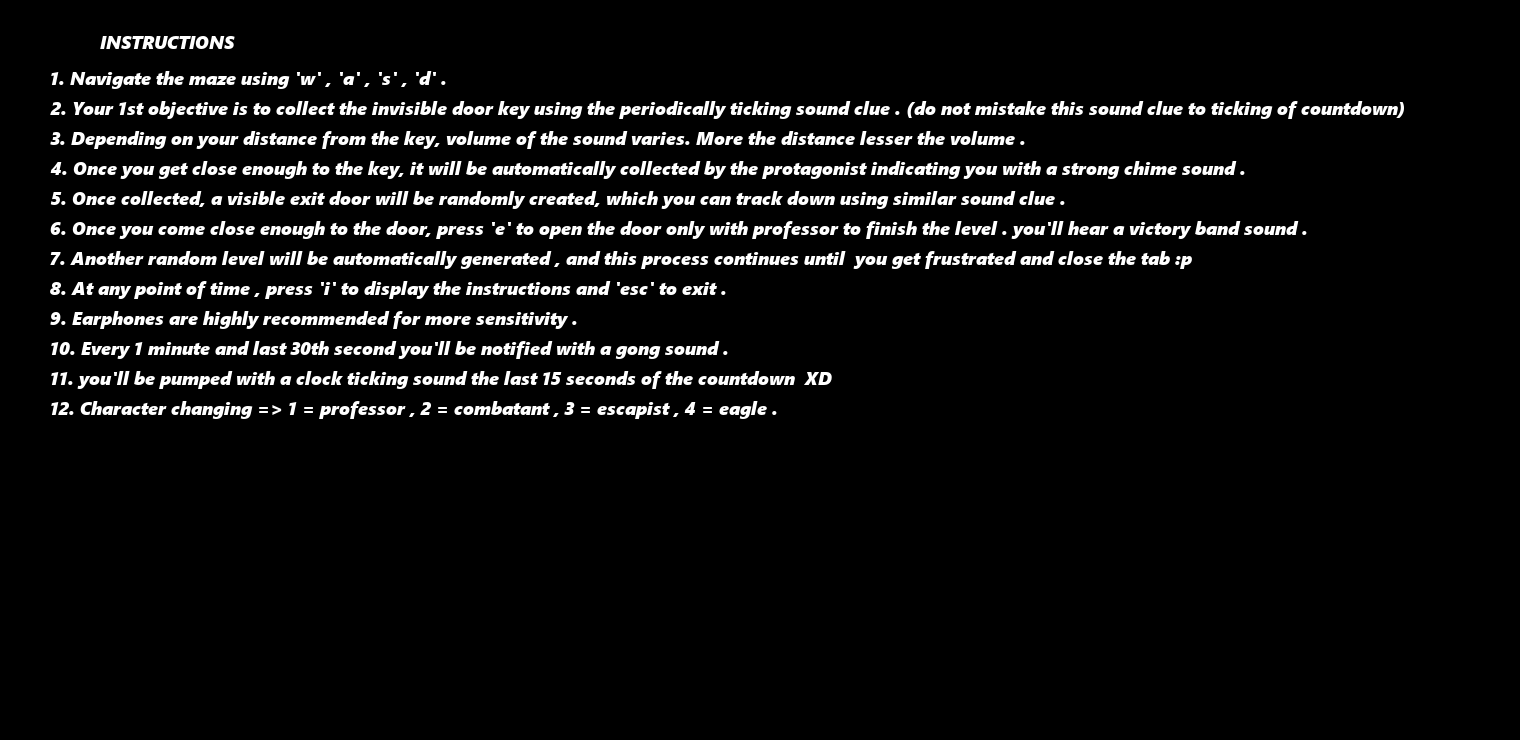 INSTRUCTIONS
1. Navigate the maze using 'w' , 'a' , 's' , 'd' .
2. Your 1st objective is to collect the invisible door key using the periodically ticking sound clue . (do not mistake this sound clue to ticking of countdown)
3. Depending on your distance from the key, volume of the sound varies. More the distance lesser the volume .
4. Once you get close enough to the key, it will be automatically collected by the protagonist indicating you with a strong chime sound .
5. Once collected, a visible exit door will be randomly created, which you can track down using similar sound clue .
6. Once you come close enough to the door, press 'e' to open the door only with professor to finish the level . you'll hear a victory band sound .
7. Another random level will be automatically generated , and this process continues until  you get frustrated and close the tab :p
8. At any point of time , press 'i' to display the instructions and 'esc' to exit .
9. Earphones are highly recommended for more sensitivity .
10. Every 1 minute and last 30th second you'll be notified with a gong sound .
11. you'll be pumped with a clock ticking sound the last 15 seconds of the countdown  XD
12. Character changing => 1 = professor , 2 = combatant , 3 = escapist , 4 = eagle .